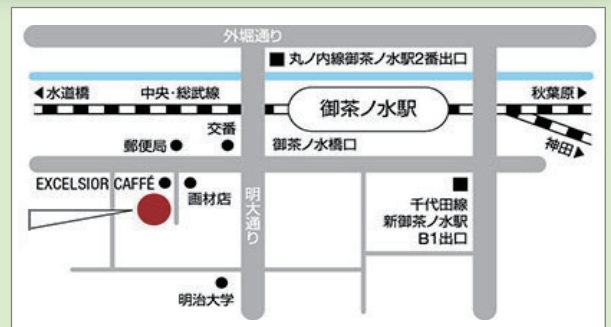 外堀通り
■ 丸ノ内線御茶ノ水駅2番出口
◀水道橋
中央・総武線
御茶ノ水駅
秋葉原▶
神田▶
交番
郵便局●
御茶ノ水橋口
EXCELSIOR CAFFÉ
画材店
明大通り
千代田線
新御茶ノ水駅
B1出口
明治大学